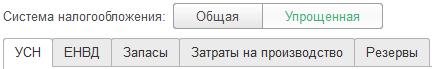 Система налогообложения: Общая Упрощенная
УСН ЕНВД Запасы Затраты на производство Резервы